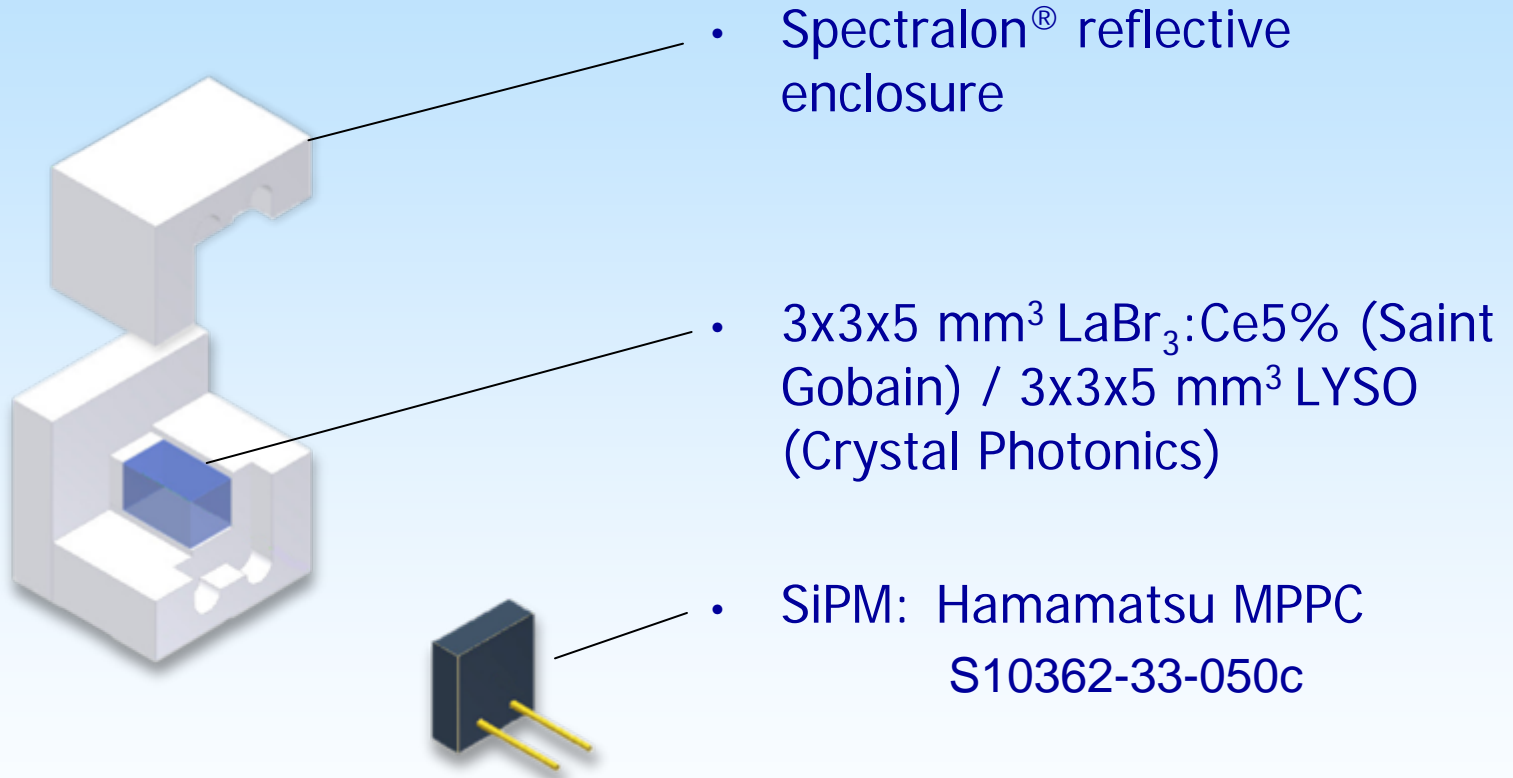 • Spectralon® reflective
enclosure
• 3x3x5 mm³ LaBr₃:Ce5% (Saint
Gobain) / 3x3x5 mm³ LYSO
(Crystal Photonics)
• SiPM: Hamamatsu MPPC
S10362-33-050c